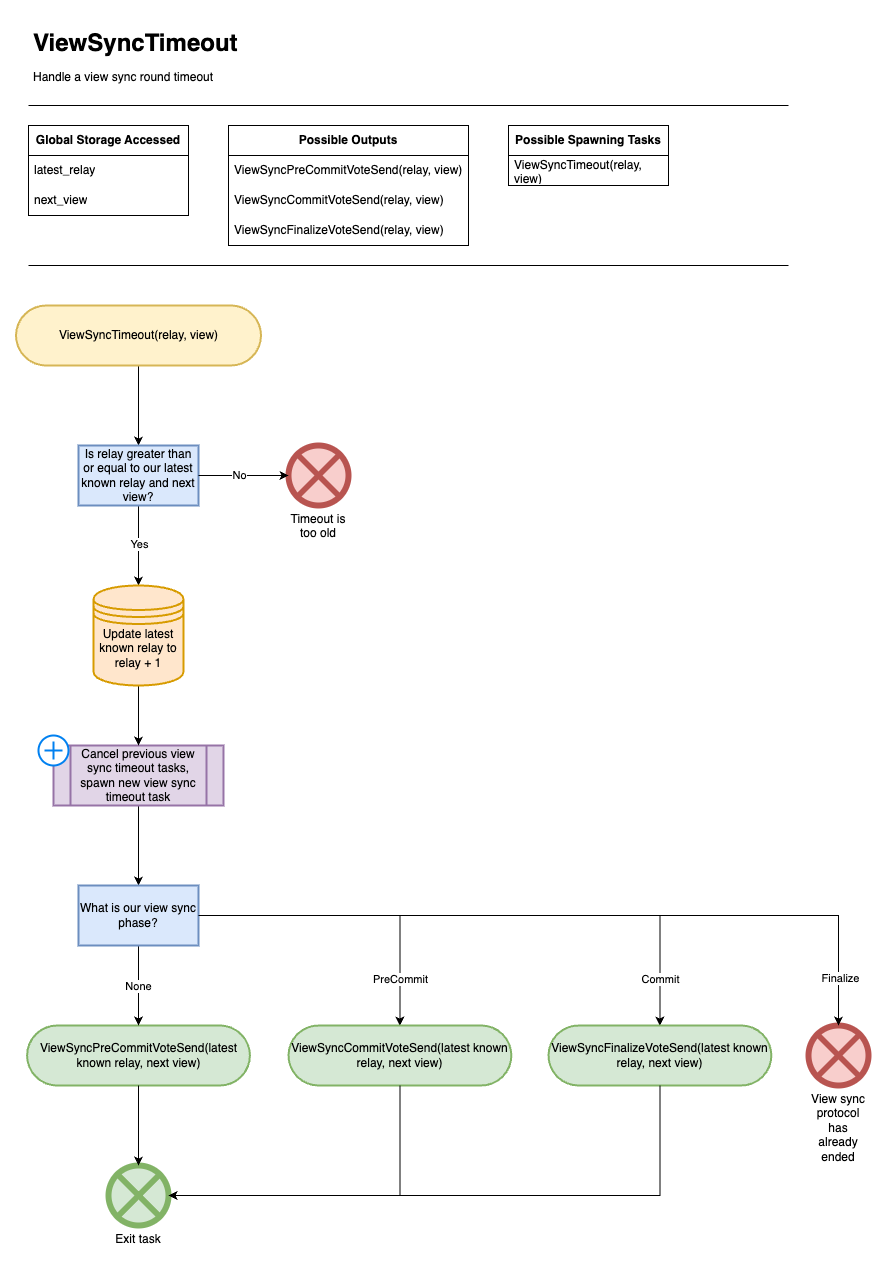 ViewSyncTimeout
Handle a view sync round timeout
Global Storage Accessed
latest_relay
next_view
Possible Outputs
ViewSyncPreCommitVoteSend(relay, view)
ViewSyncCommitVoteSend(relay, view)
ViewSyncFinalizeVoteSend(relay, view)
Possible Spawning Tasks
ViewSyncTimeout(relay,
view)
ViewSyncTimeout(relay, view)
Is relay greater than
or equal to our latest
known relay and next
view?
No
Timeout is
too old
Yes
Update latest
known relay to
relay + 1
Cancel previous view
sync timeout tasks,
spawn new view sync
timeout task
What is our view sync
phase?
None
PreCommit
Commit
Finalize
ViewSyncPreCommitVoteSend(latest
known relay, next view)
ViewSyncCommitVoteSend(latest known
relay, next view)
ViewSyncFinalizeVoteSend(latest known
relay, next view)
View sync
protocol
has
already
ended
Exit task